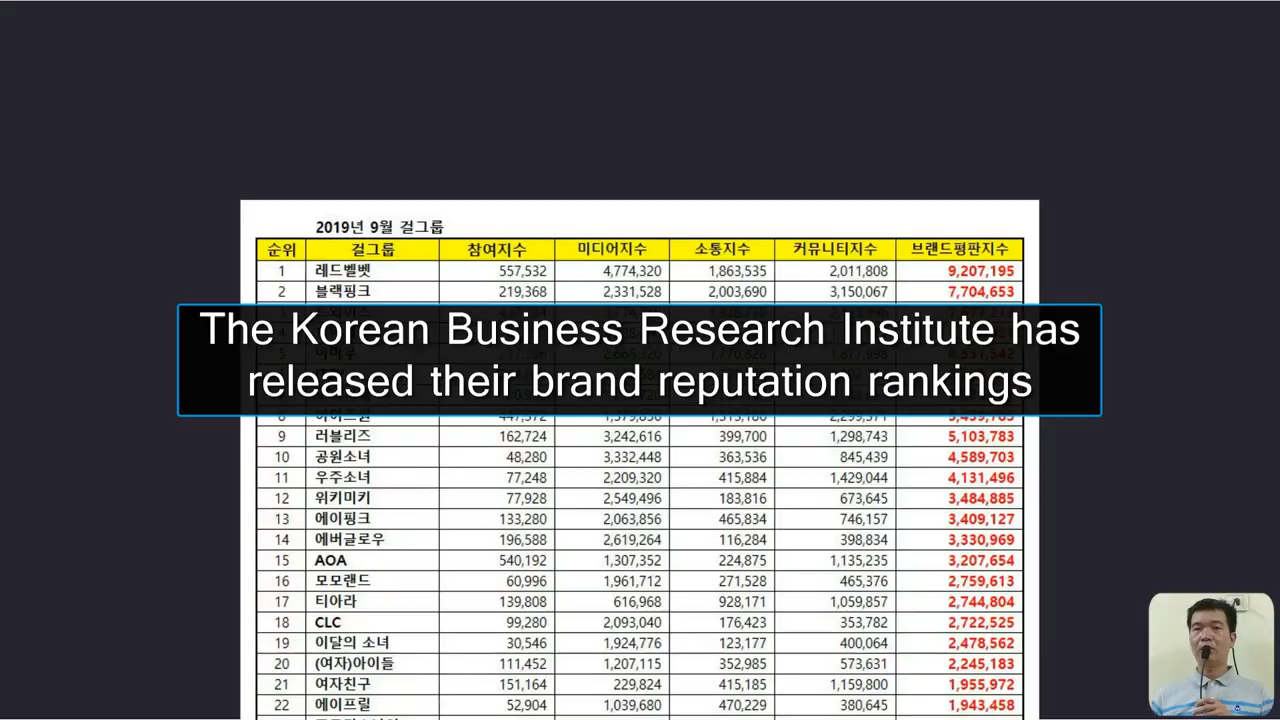 2019년 9월 걸그룹
순위 걸그룹 참여지수 미디어지수 소통지수 커뮤니티지수 브랜드평판지수
1 레드벨벳 557,532 4,774,320 1,863,535 2,011,808 9,207,195
2 블랙핑크 219,368 2,331,528 2,003,690 3,150,067 7,704,653
The Korean Business Research Institute has
released their brand reputation rankings
9 러블리즈 162,724 3,242,616 399,700 1,298,743 5,103,783
10 공원소녀 48,280 3,332,448 363,536 845,439 4,589,703
11 우주소녀 77,248 2,209,320 415,884 1,429,044 4,131,496
12 위키미키 77,928 2,549,496 183,816 673,645 3,484,885
13 에이핑크 133,280 2,063,856 465,834 746,157 3,409,127
14 에버글로우 196,588 2,619,264 116,284 398,834 3,330,969
15 AOA 540,192 1,307,352 224,875 1,135,235 3,207,654
16 모모랜드 60,996 1,961,712 271,528 465,376 2,759,613
17 티아라 139,808 616,968 928,171 1,059,857 2,744,804
18 CLC 99,280 2,093,040 176,423 353,782 2,722,525
19 이달의 소녀 30,546 1,924,776 123,177 400,064 2,478,562
20 (여자)아이들 111,452 1,207,115 352,985 573,631 2,245,183
21 여자친구 151,164 229,824 415,185 1,159,800 1,955,972
22 에이프릴 52,904 1,039,680 470,229 380,645 1,943,458